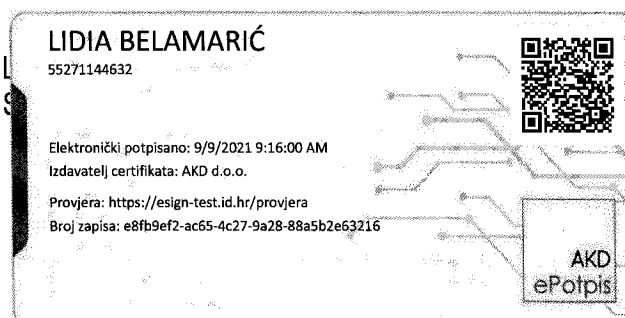 LIDIA BELAMARIĆ
55271144632
Elektronički potpisano: 9/9/2021 9:16:00 AM
Izdavatelj certifikata: AKD d.o.o.
Provjera: https://esign-test.id.hr/provjera
Broj zapisa: e8fb9ef2-ac65-4c27-9a28-88a5b2e63216
AKD
ePotpis